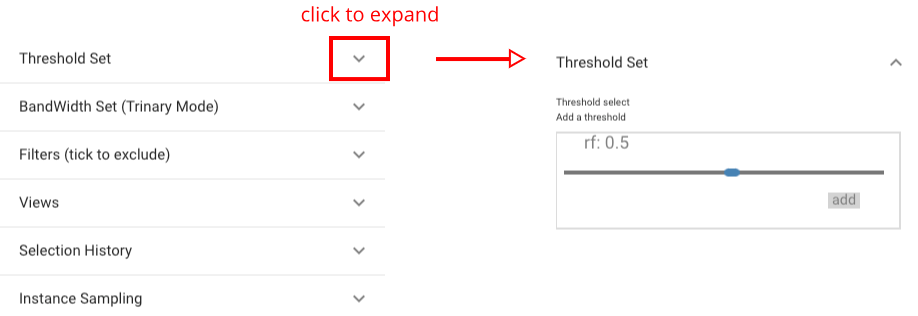 click to expand
Threshold Set
BandWidth Set (Trinary Mode)
Filters (tick to exclude)
Views
Selection History
Instance Sampling
Threshold Set
Threshold select
Add a threshold
rf: 0.5
add